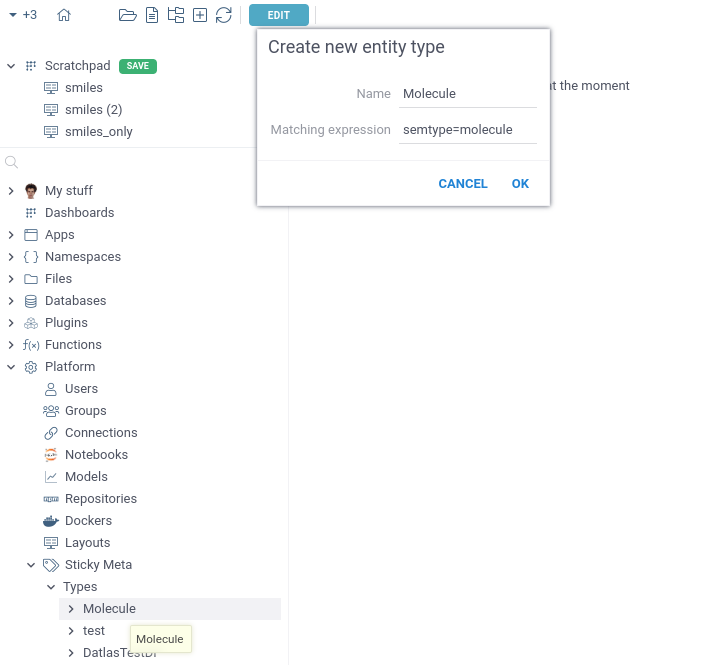 +3
EDIT
Create new entity type
Name Molecule
Matching expression semtype=molecule
CANCEL OK
at the moment
Scratchpad SAVE
smiles
smiles (2)
smiles_only
My stuff
Dashboards
Apps
{ } Namespaces
Files
Databases
Plugins
f(x) Functions
Platform
Users
Groups
Connections
Notebooks
Models
Repositories
Dockers
Layouts
Sticky Meta
Types
Molecule
test
Molecule